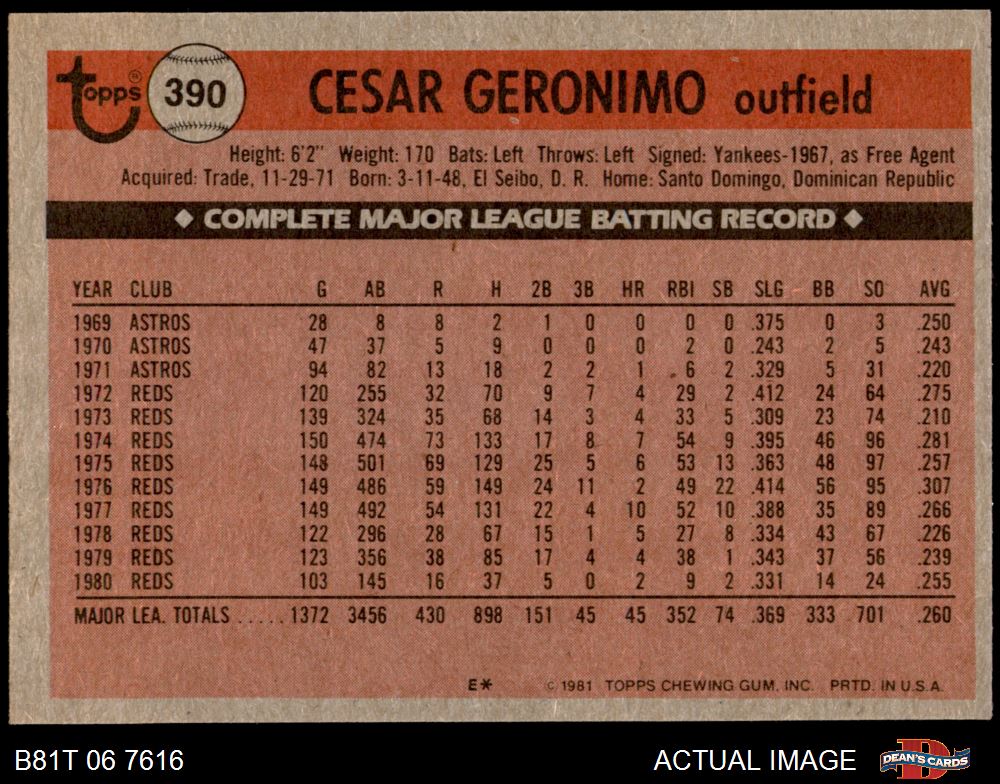 topps® 390 CESAR GERONIMO outfield
Height: 6'2" Weight: 170 Bats: Left Throws: Left Signed: Yankees-1967, as Free Agent
Acquired: Trade, 11-29-71 Born: 3-11-48, El Seibo, D. R. Home: Santo Domingo, Dominican Republic
◆ COMPLETE MAJOR LEAGUE BATTING RECORD ◆
YEAR CLUB G AB R H 2B 3B HR RBI SB SLG BB SO AVG
1969 ASTROS 28 8 8 2 1 0 0 0 0 .375 0 3 .250
1970 ASTROS 47 37 5 9 0 0 0 2 0 .243 2 5 .243
1971 ASTROS 94 82 13 18 2 2 1 6 2 .329 5 31 .220
1972 REDS 120 255 32 70 9 7 4 29 2 .412 24 64 .275
1973 REDS 139 324 35 68 14 3 4 33 5 .309 23 74 .210
1974 REDS 150 474 73 133 17 8 7 54 9 .395 46 96 .281
1975 REDS 148 501 69 129 25 5 6 53 13 .363 48 97 .257
1976 REDS 149 486 59 149 24 11 2 49 22 .414 56 95 .307
1977 REDS 149 492 54 131 22 4 10 52 10 .388 35 89 .266
1978 REDS 122 296 28 67 15 1 5 27 8 .334 43 67 .226
1979 REDS 123 356 38 85 17 4 4 38 1 .343 37 56 .239
1980 REDS 103 145 16 37 5 0 2 9 2 .331 14 24 .255
MAJOR LEA. TOTALS ..... 1372 3456 430 898 151 45 45 352 74 .369 333 701 .260
E* © 1981 TOPPS CHEWING GUM, INC. PRTD. IN U.S.A.
B81T 06 7616 ACTUAL IMAGE D DEAN'S CARDS